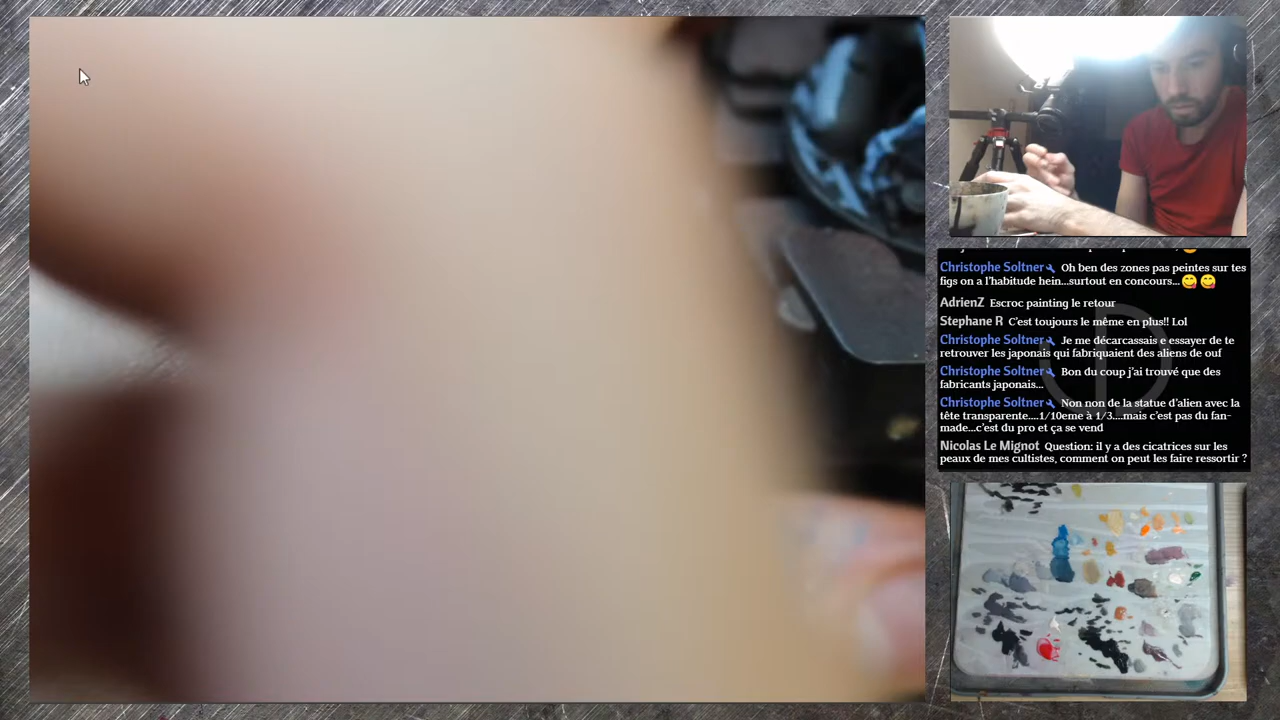 Christophe Soltner Oh ben des zones pas peintes sur tes
figs on a l'habitude hein...surtout en concours... 😋 😋
AdrienZ Escroc painting le retour
Stephane R C'est toujours le même en plus!! Lol
Christophe Soltner Je me décarcassais e essayer de te
retrouver les japonais qui fabriquaient des aliens de ouf
Christophe Soltner Bon du coup j'ai trouvé que des
fabricants japonais...
Christophe Soltner Non non de la statue d'alien avec la
tête transparente....1/10eme à 1/3....mais c'est pas du fan-
made...c'est du pro et ça se vend
Nicolas Le Mignot Question: il y a des cicatrices sur les
peaux de mes cultistes, comment on peut les faire ressortir ?